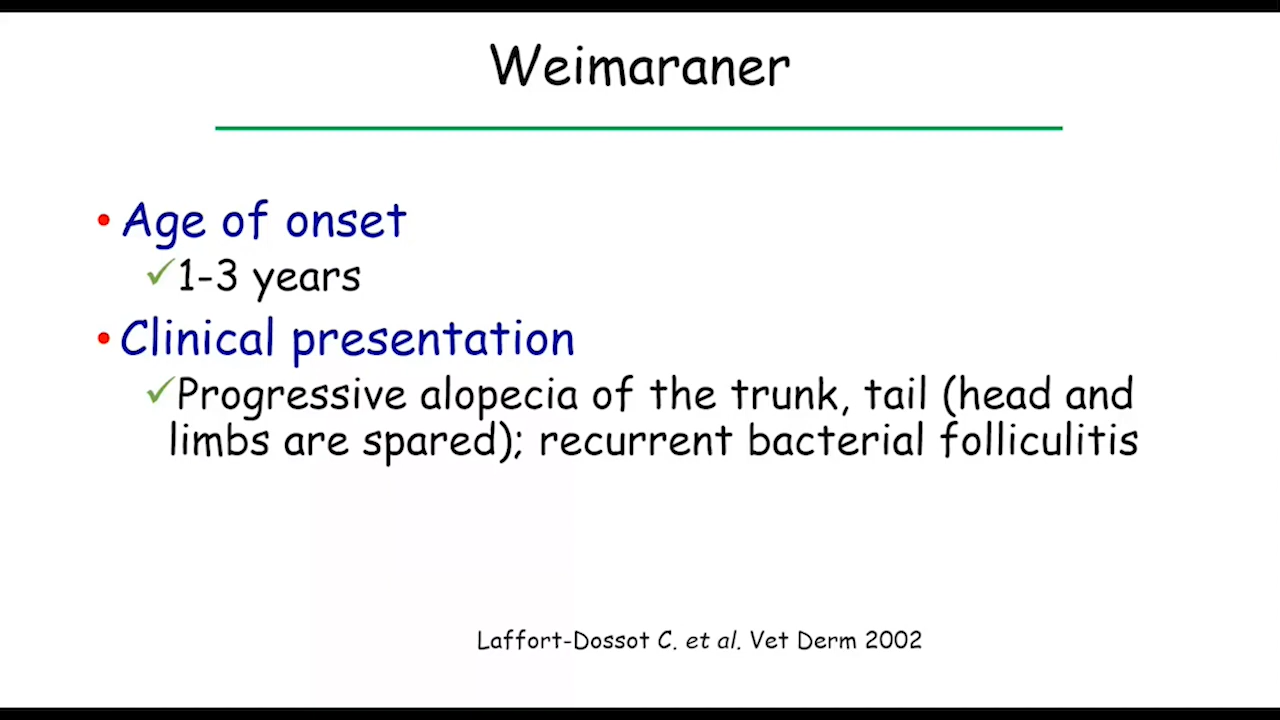 Weimaraner
• Age of onset
✓1-3 years
• Clinical presentation
✓Progressive alopecia of the trunk, tail (head and
limbs are spared); recurrent bacterial folliculitis
Laffort-Dossot C. et al. Vet Derm 2002